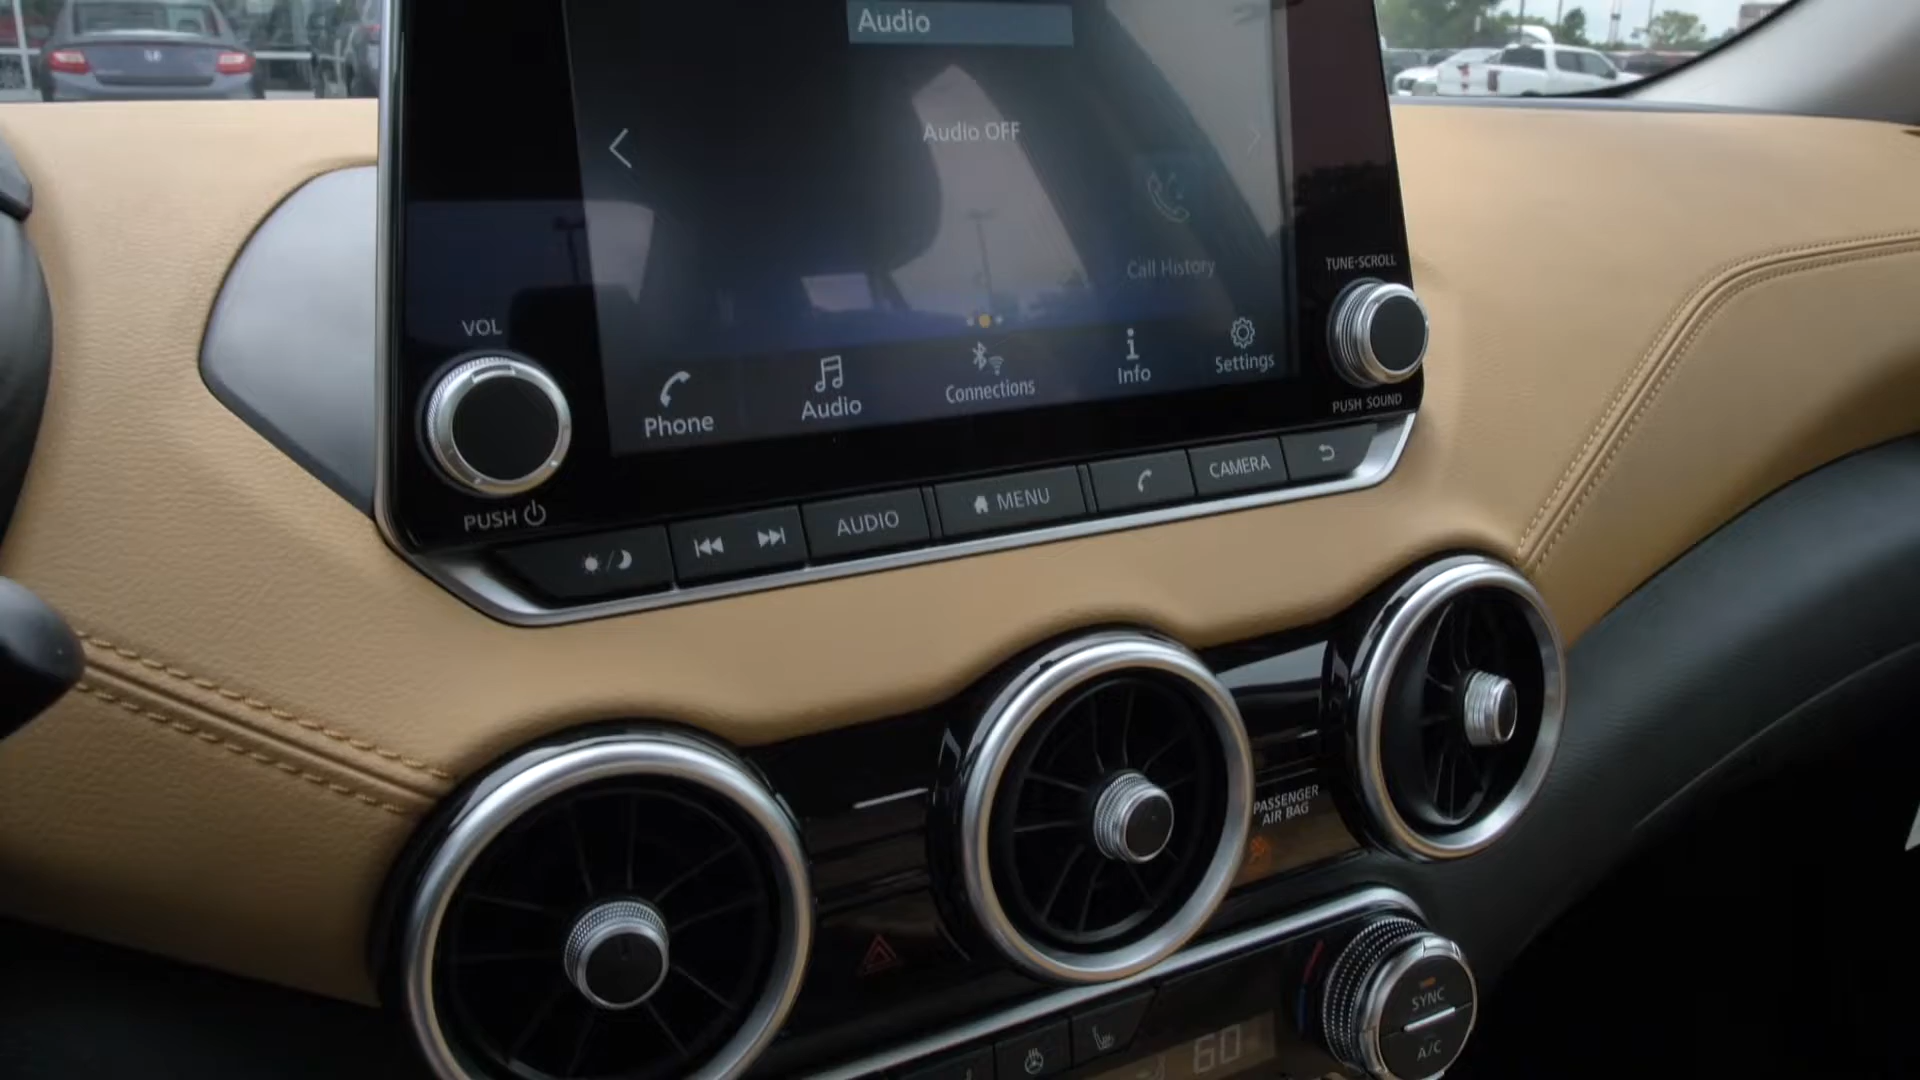 Audio
Audio OFF
Call History
TUNE-SCROLL
VOL
Phone
Audio
Connections
Info
Settings
PUSH SOUND
PUSH
AUDIO
MENU
CAMERA
PASSENGER
AIR BAG
SYNC
A/C
60